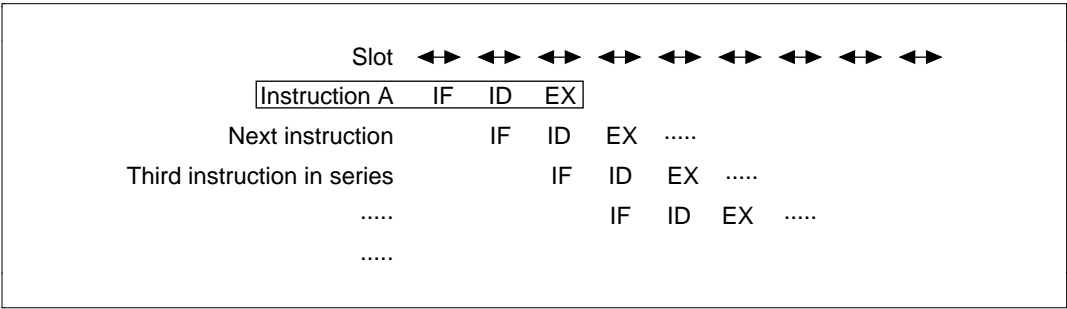 Slot
Instruction A IF ID EX
Next instruction IF ID EX .....
Third instruction in series IF ID EX .....
..... IF ID EX .....
.....